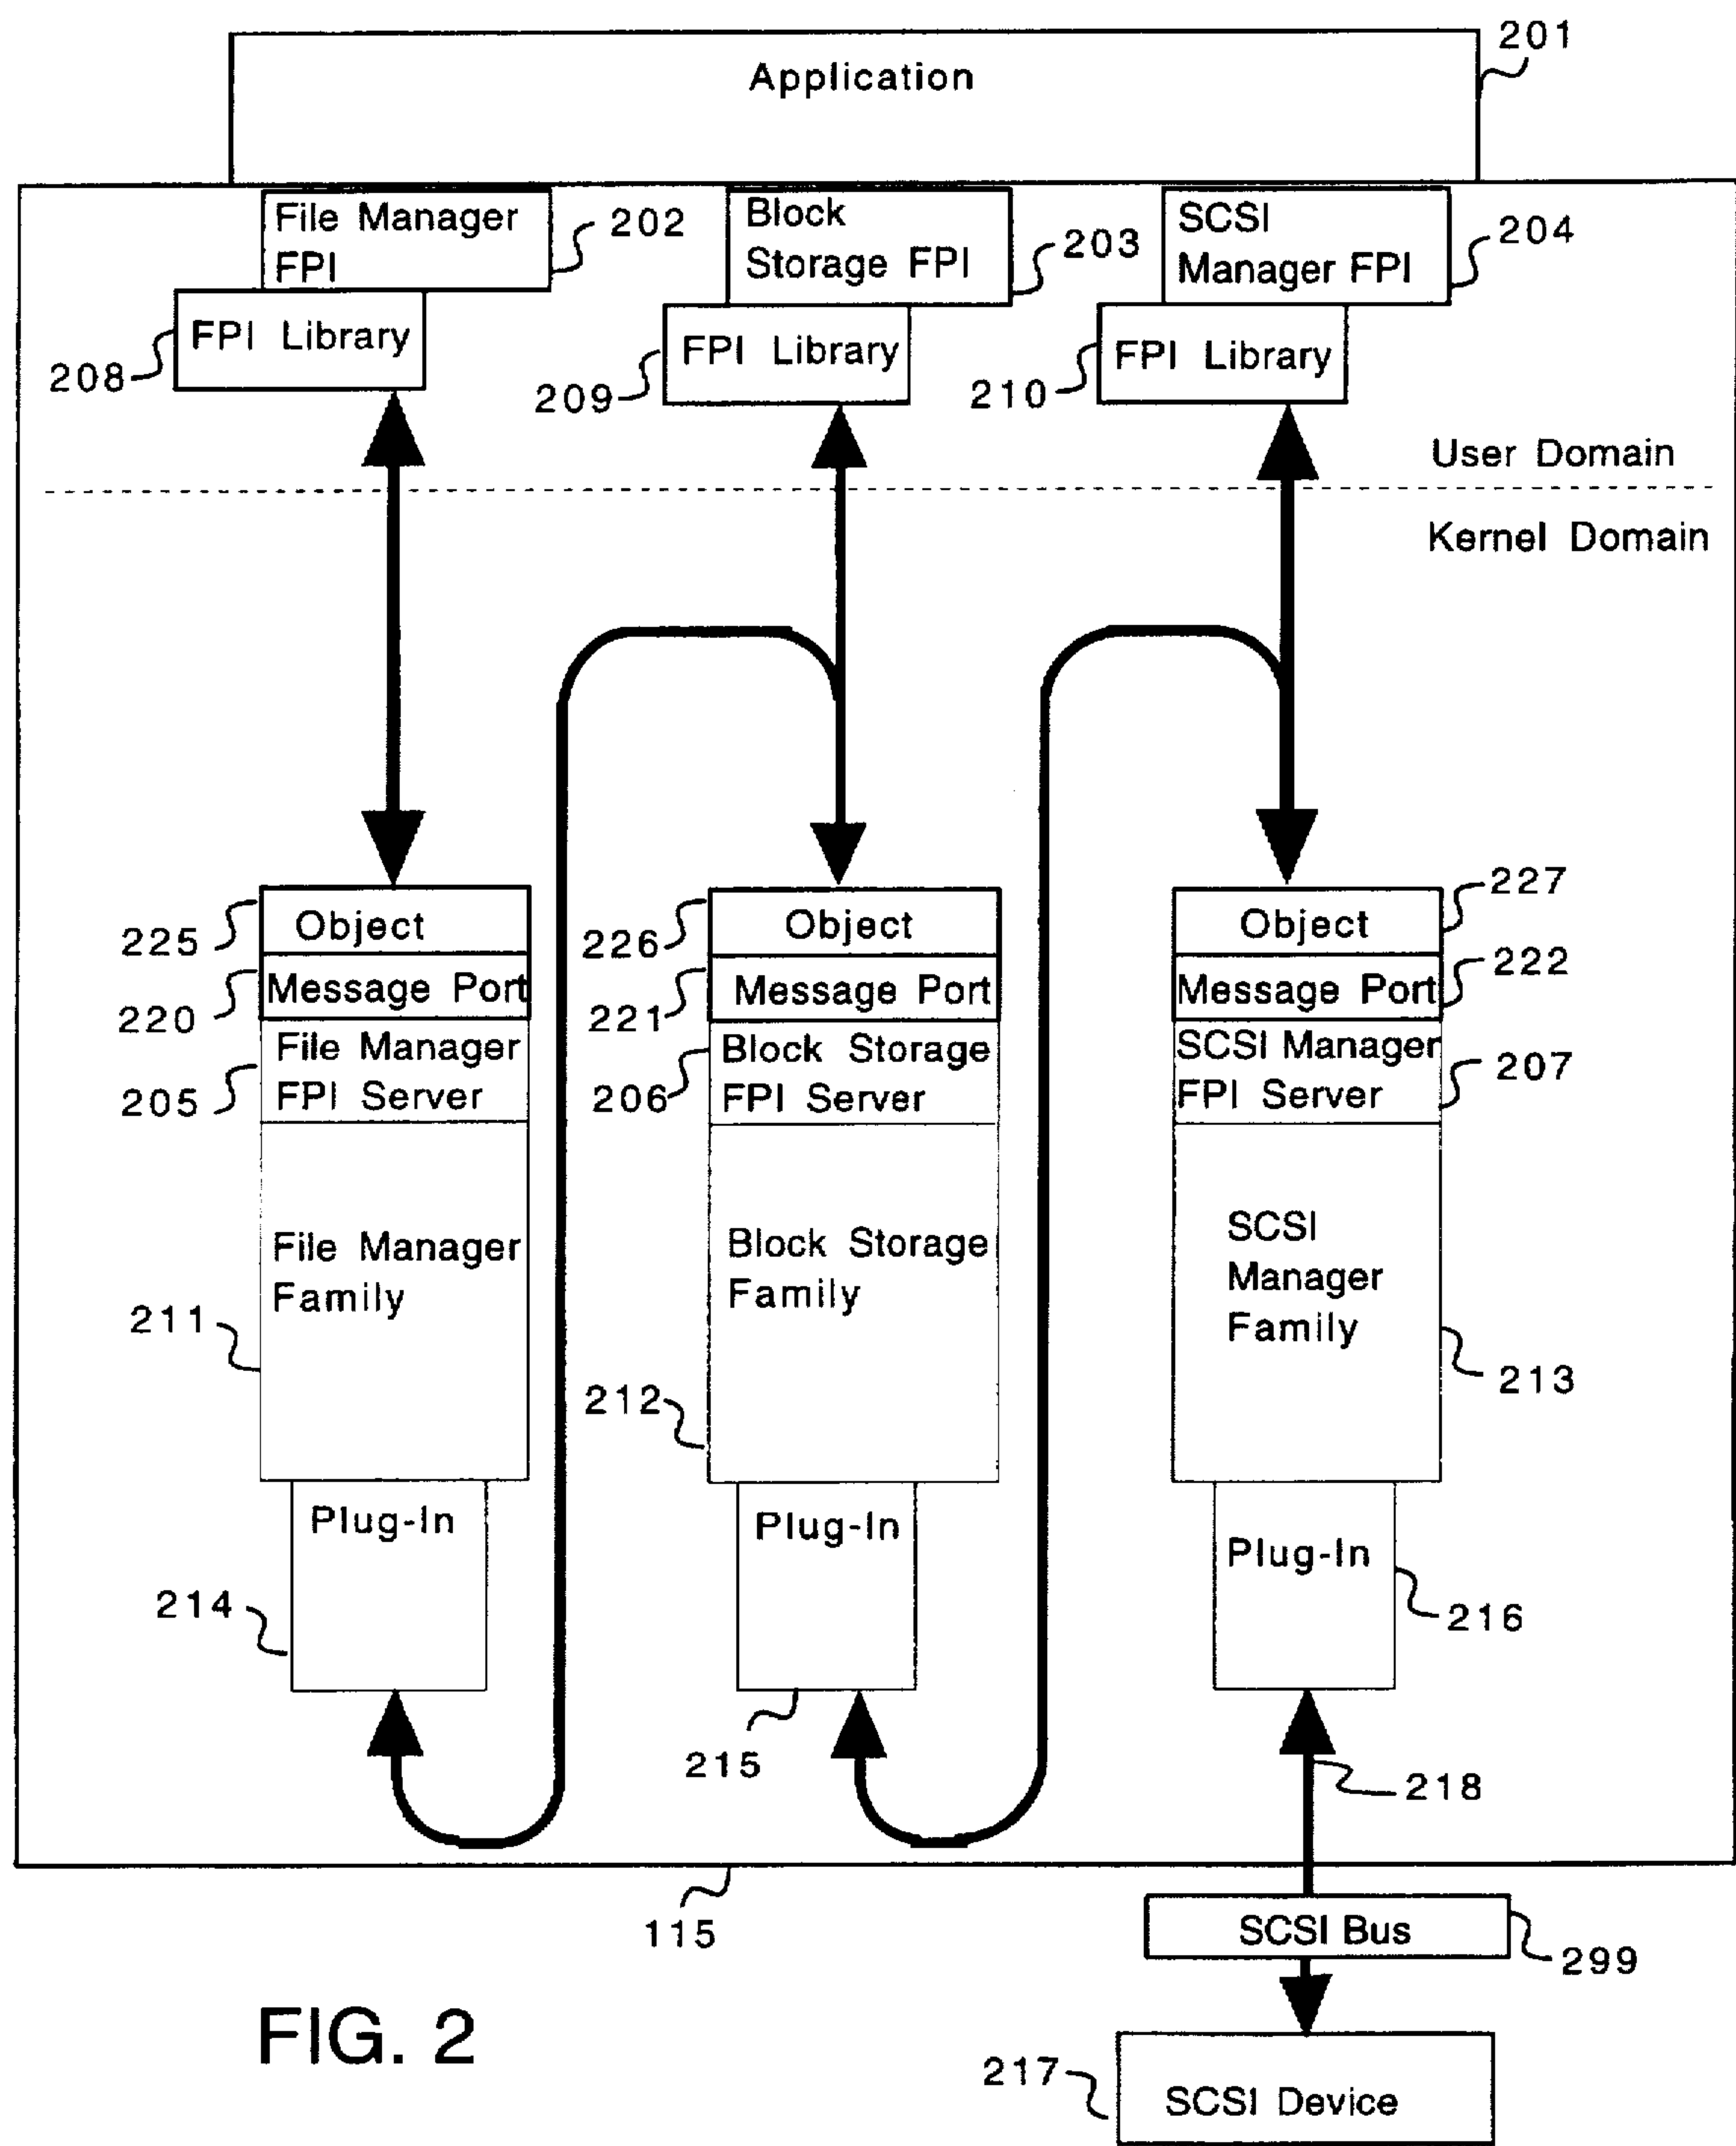 201
Application
File Manager
FPI
202
Block
Storage FPI
203
SCSI
Manager FPI
204
FPI Library
208
FPI Library
209
FPI Library
210
User Domain
Kernel Domain
225
Object
226
Object
227
Object
220
Message Port
221
Message Port
222
Message Port
205
File Manager
FPI Server
206
Block Storage
FPI Server
207
SCSI Manager
FPI Server
211
File Manager
Family
212
Block Storage
Family
213
SCSI
Manager
Family
214
Plug-In
215
Plug-In
216
Plug-In
218
115
SCSI Bus
299
217
SCSI Device
FIG. 2